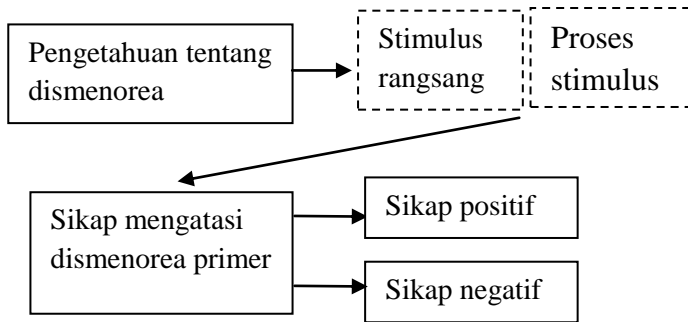 Pengetahuan tentang
dismenorea
Stimulus
rangsang
Proses
stimulus
Sikap mengatasi
dismenorea primer
Sikap positif
Sikap negatif